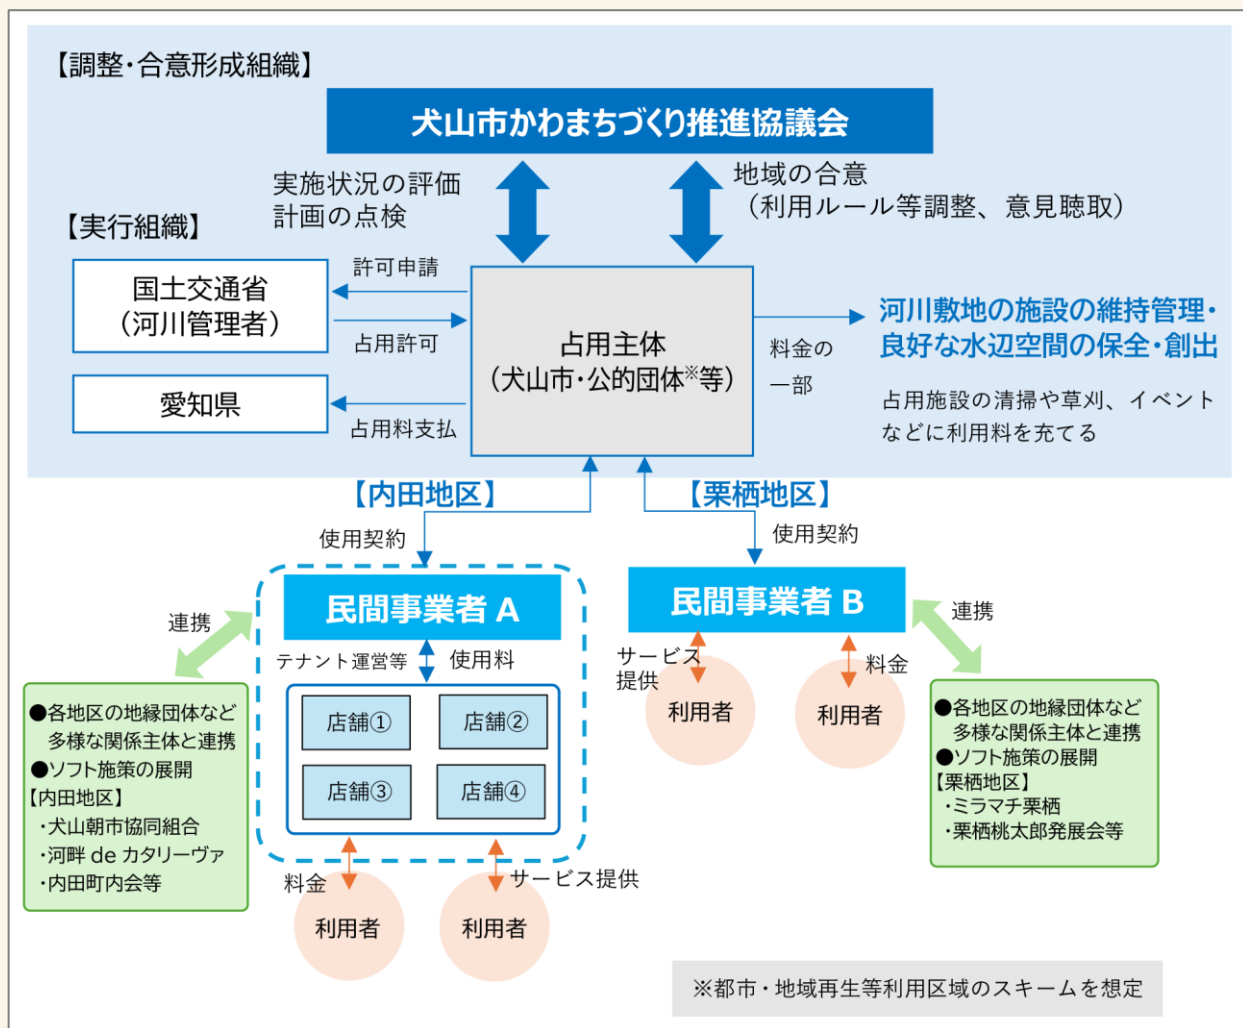 【調整・合意形成組織】
犬山市かわまちづくり推進協議会
実施状況の評価
計画の点検
地域の合意
（利用ルール等調整、意見聴取）
【実行組織】
国土交通省
（河川管理者）
許可申請
占用許可
愛知県
占用料支払
占用主体
（犬山市・公的団体※等）
料金の
一部
河川敷地の施設の維持管理・
良好な水辺空間の保全・創出
占用施設の清掃や草刈、イベント
などに利用料を充てる
【内田地区】
【栗栖地区】
使用契約
使用契約
民間事業者 A
民間事業者 B
連携
テナント運営等
使用料
サービス
提供
料金
連携
店舗①
店舗②
店舗③
店舗④
利用者
利用者
●各地区の地縁団体など
多様な関係主体と連携
●ソフト施策の展開
【内田地区】
・犬山朝市協同組合
・河畔 de カタリーヴァ
・内田町内会等
●各地区の地縁団体など
多様な関係主体と連携
●ソフト施策の展開
【栗栖地区】
・ミラマチ栗栖
・栗栖桃太郎発展会等
料金
サービス提供
利用者
利用者
※都市・地域再生等利用区域のスキームを想定